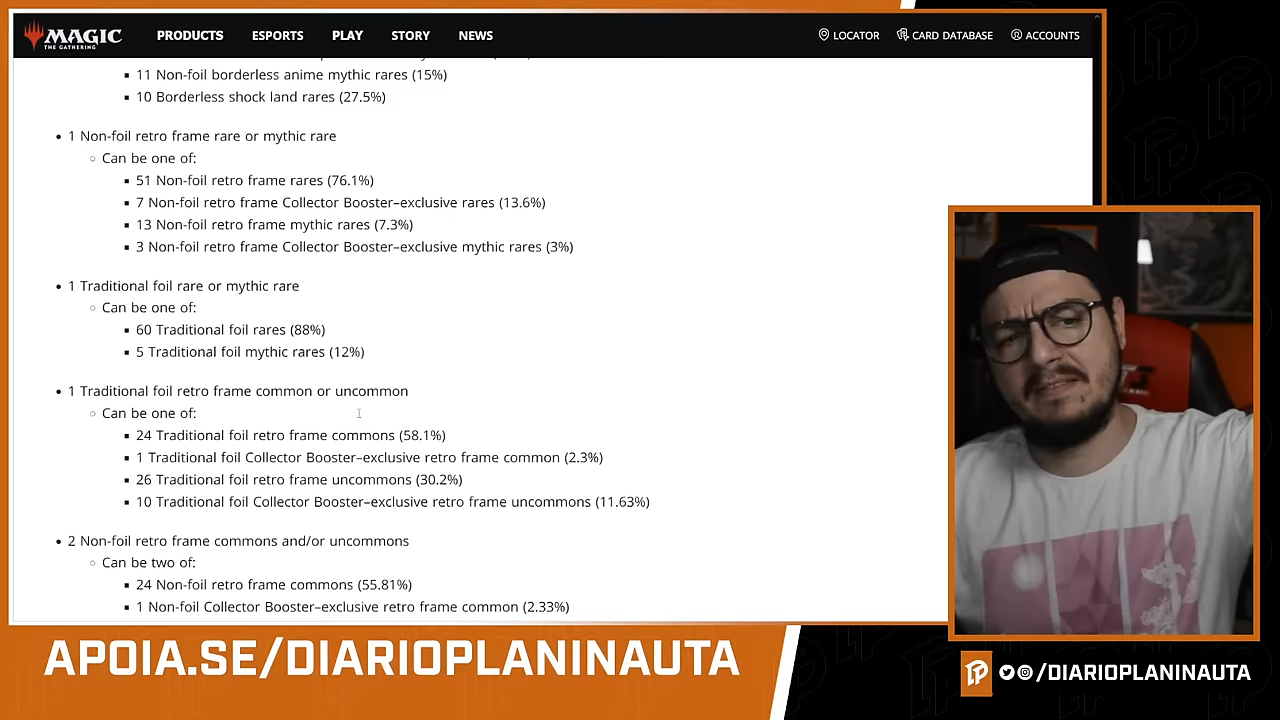 MAGIC
THE GATHERING
PRODUCTS
ESPORTS
PLAY
STORY
NEWS
LOCATOR
CARD DATABASE
ACCOUNTS
▪ 11 Non-foil borderless anime mythic rares (15%)
▪ 10 Borderless shock land rares (27.5%)
• 1 Non-foil retro frame rare or mythic rare
○ Can be one of:
▪ 51 Non-foil retro frame rares (76.1%)
▪ 7 Non-foil retro frame Collector Booster–exclusive rares (13.6%)
▪ 13 Non-foil retro frame mythic rares (7.3%)
▪ 3 Non-foil retro frame Collector Booster–exclusive mythic rares (3%)
• 1 Traditional foil rare or mythic rare
○ Can be one of:
▪ 60 Traditional foil rares (88%)
▪ 5 Traditional foil mythic rares (12%)
• 1 Traditional foil retro frame common or uncommon
○ Can be one of:
▪ 24 Traditional foil retro frame commons (58.1%)
▪ 1 Traditional foil Collector Booster–exclusive retro frame common (2.3%)
▪ 26 Traditional foil retro frame uncommons (30.2%)
▪ 10 Traditional foil Collector Booster–exclusive retro frame uncommons (11.63%)
• 2 Non-foil retro frame commons and/or uncommons
○ Can be two of:
▪ 24 Non-foil retro frame commons (55.81%)
▪ 1 Non-foil Collector Booster–exclusive retro frame common (2.33%)
APOIA.SE/DIARIOPLANINAUTA
/DIARIOPLANINAUTA